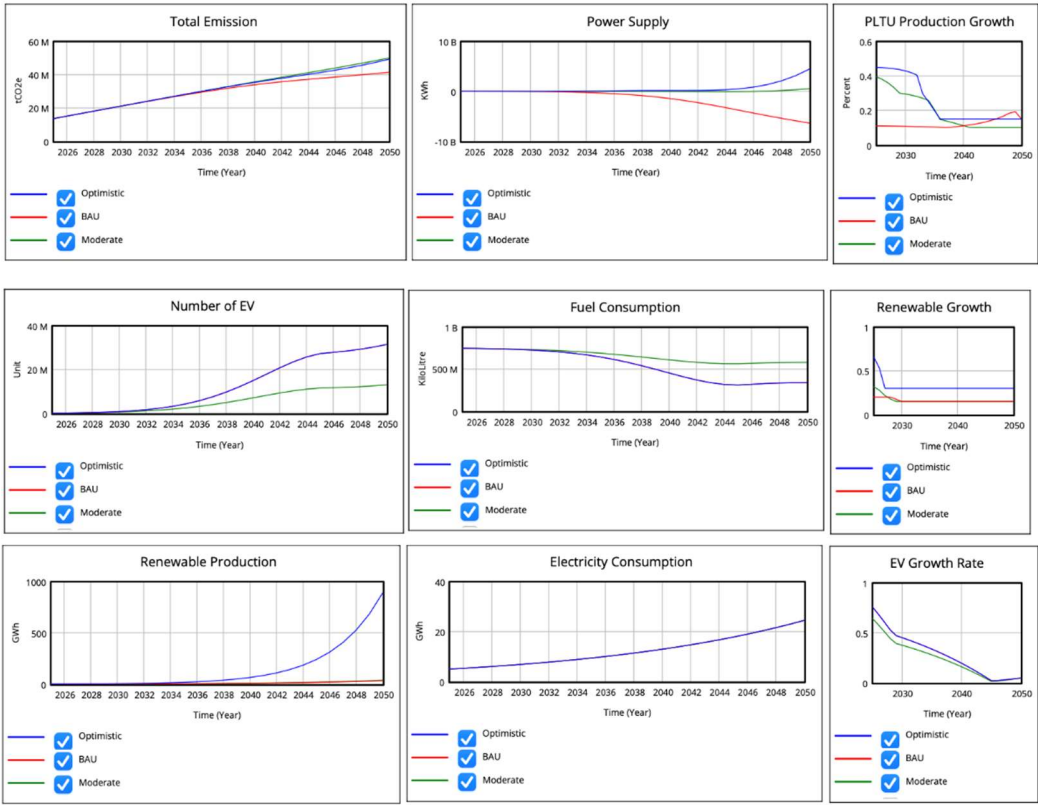 Total Emission
60 M
40 M
20 M
0
tCO2e
2026 2028 2030 2032 2034 2036 2038 2040 2042 2044 2046 2048 2050
Time (Year)
Optimistic
BAU
Moderate
Power Supply
10 B
0
-10 B
KWh
2026 2028 2030 2032 2034 2036 2038 2040 2042 2044 2046 2048 2050
Time (Year)
Optimistic
BAU
Moderate
PLTU Production Growth
0.6
0.4
0.2
0
Percent
2030 2040 2050
Time (Year)
Optimistic
BAU
Moderate
Number of EV
40 M
20 M
0
Unit
2026 2028 2030 2032 2034 2036 2038 2040 2042 2044 2046 2048 2050
Time (Year)
Optimistic
BAU
Moderate
Fuel Consumption
1 B
500 M
0
KiloLitre
2026 2028 2030 2032 2034 2036 2038 2040 2042 2044 2046 2048 2050
Time (Year)
Optimistic
BAU
Moderate
Renewable Growth
1
0.5
0
2030 2040 2050
Time (Year)
Optimistic
BAU
Moderate
Renewable Production
1000
500
0
GWh
2026 2028 2030 2032 2034 2036 2038 2040 2042 2044 2046 2048 2050
Time (Year)
Optimistic
BAU
Moderate
Electricity Consumption
40
20
0
GWh
2026 2028 2030 2032 2034 2036 2038 2040 2042 2044 2046 2048 2050
Time (Year)
Optimistic
BAU
Moderate
EV Growth Rate
1
0.5
0
2030 2040 2050
Time (Year)
Optimistic
BAU
Moderate